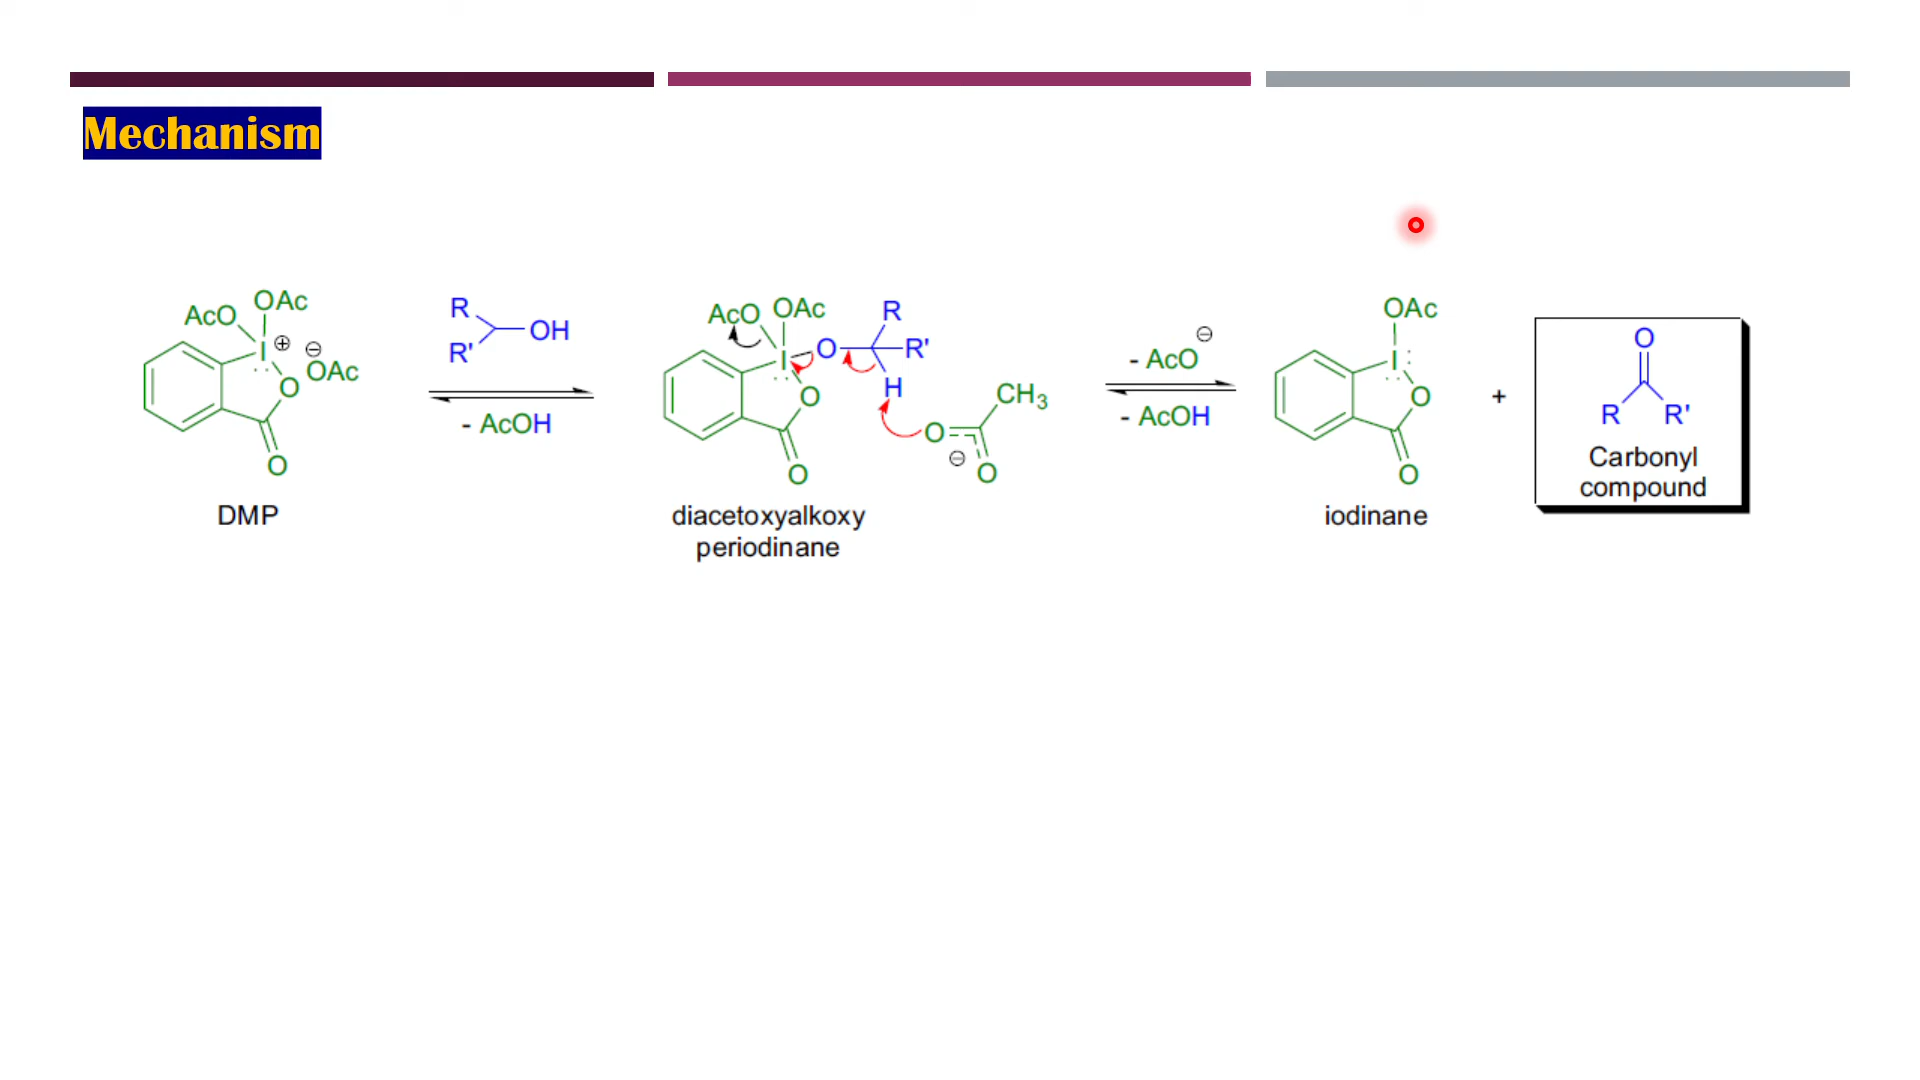 Mechanism
AcO OAc
I ⊕ ⊖ OAc
O
O
DMP
R
R' OH
- AcOH
AcO OAc R
I O R'
O H
CH3
O
⊖ O
O
diacetoxyalkoxy
periodinane
⊖
- AcO
- AcOH
OAc
I
O
O
iodinane
+
O
R R'
Carbonyl
compound